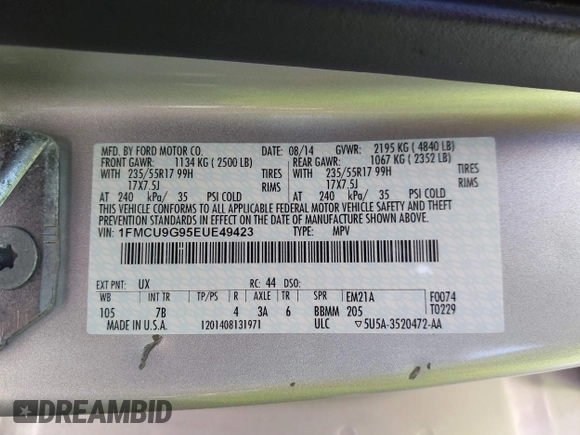 MFD. BY FORD MOTOR CO. 08/14 GVWR: 2195 KG ( 4840 LB)
FRONT GAWR: 1134 KG ( 2500 LB) REAR GAWR: 1067 KG ( 2352 LB)
WITH 235/55R17 99H TIRES WITH 235/55R17 99H TIRES
17X7.5J RIMS 17X7.5J RIMS
AT 240 kPa/ 35 PSI COLD AT 240 kPa/ 35 PSI COLD
THIS VEHICLE CONFORMS TO ALL APPLICABLE FEDERAL MOTOR VEHICLE SAFETY AND THEFT
PREVENTION STANDARDS IN EFFECT ON THE DATE OF MANUFACTURE SHOWN ABOVE.
VIN: 1FMCU9G95EUE49423 TYPE: MPV
EXT PNT: UX RC: 44 DSO:
WB INT TR TP/PS R AXLE TR SPR EM21A F0074
105 7B 4 3A 6 BBMM 205 T0229
MADE IN U.S.A. 1201408131971 ULC 5U5A-3520472-AA
DREAMBID